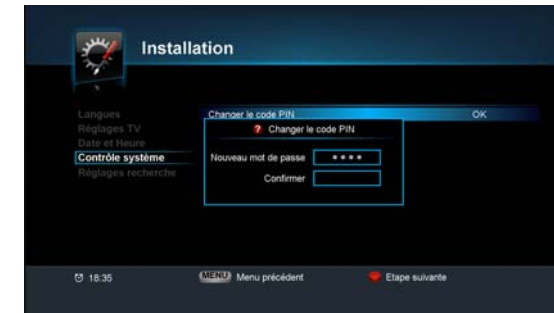 Installation
Langues
Réglages TV
Date et Heure
Contrôle système
Réglages recherche
Changer le code PIN OK
? Changer le code PIN
Nouveau mot de passe ****
Confirmer
18:35
MENU Menu précédent
Etape suivante